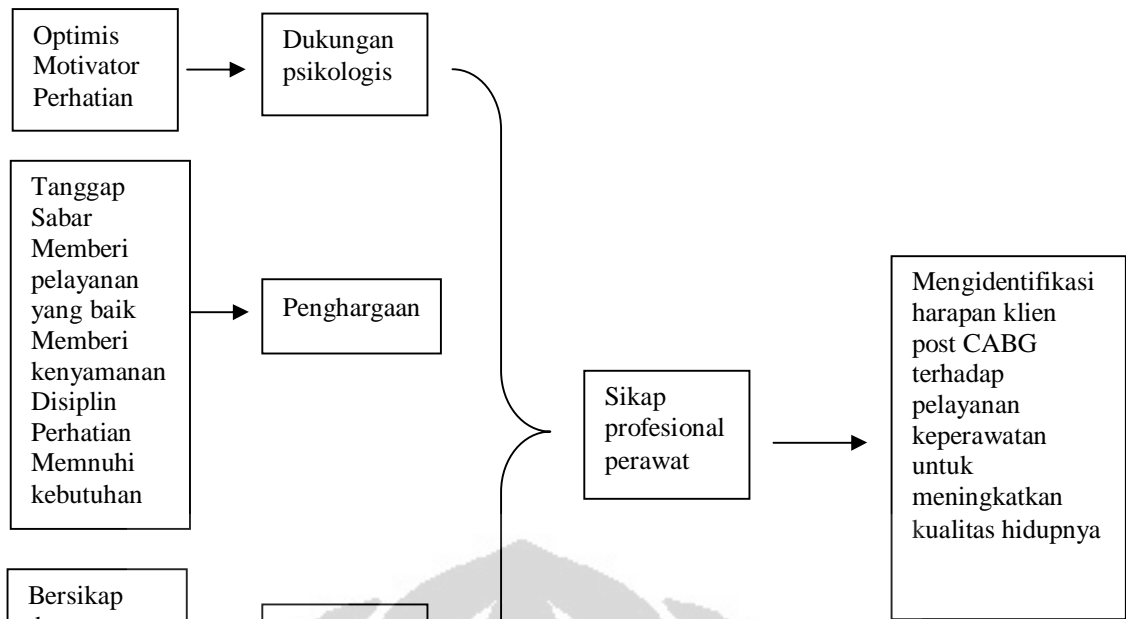 Optimis
Motivator
Perhatian
Dukungan
psikologis
Tanggap
Sabar
Memberi
pelayanan
yang baik
Memberi
kenyamanan
Disiplin
Perhatian
Memnuhi
kebutuhan
Penghargaan
Sikap
profesional
perawat
Mengidentifikasi
harapan klien
post CABG
terhadap
pelayanan
keperawatan
untuk
meningkatkan
kualitas hidupnya
Bersikap